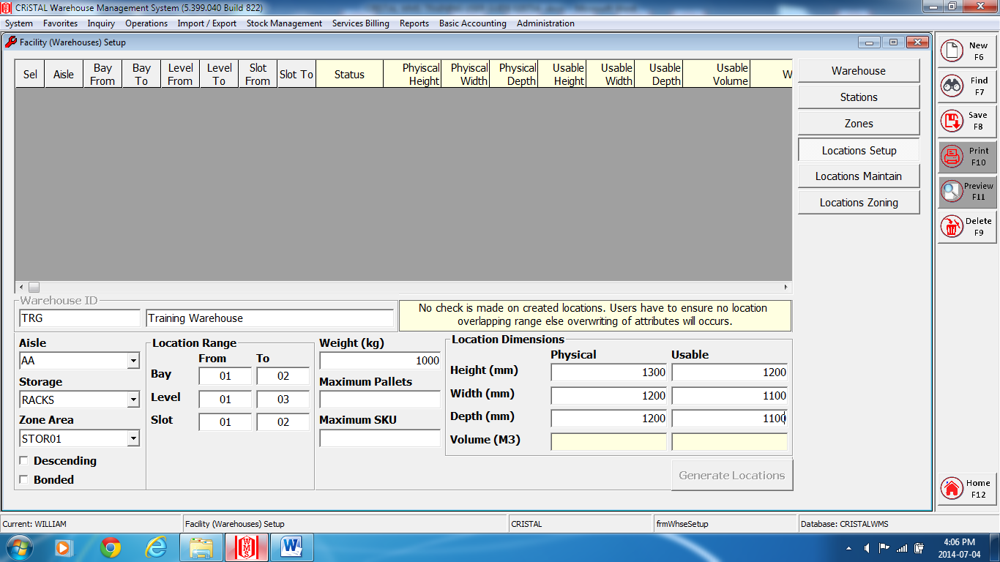 CRiSTAL Warehouse Management System (5.399.040 Build 822)
System Favorites Inquiry Operations Import / Export Stock Management Services Billing Reports Basic Accounting Administration
Facility (Warehouses) Setup
Sel Aisle Bay From Bay To Level From Level To Slot From Slot To Status Phyiscal Height Phyiscal Width Physical Depth Usable Height Usable Width Usable Depth Usable Volume W
Warehouse
Stations
Zones
Locations Setup
Locations Maintain
Locations Zoning
New F6
Find F7
Save F8
Print F10
Preview F11
Delete F9
Home F12
Warehouse ID
TRG Training Warehouse
No check is made on created locations. Users have to ensure no location
overlapping range else overwriting of attributes will occurs.
Aisle
AA
Storage
RACKS
Zone Area
STOR01
Descending
Bonded
Location Range
From To
Bay 01 02
Level 01 03
Slot 01 02
Weight (kg)
1000
Maximum Pallets
Maximum SKU
Location Dimensions
Physical Usable
Height (mm) 1300 1200
Width (mm) 1200 1100
Depth (mm) 1200 1100
Volume (M3)
Generate Locations
Current: WILLIAM Facility (Warehouses) Setup CRISTAL frmWhseSetup Database: CRISTALWMS
WMS
4:06 PM
2014-07-04